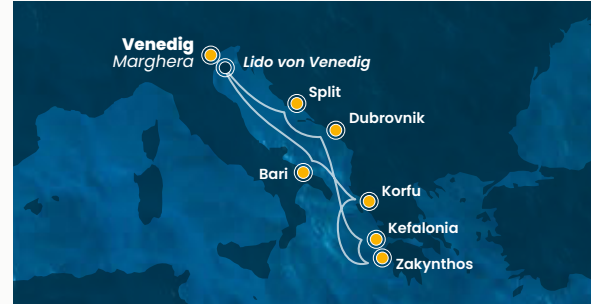 Venedig
Marghera
Lido von Venedig
Split
Dubrovnik
Bari
Korfu
Kefalonia
Zakynthos